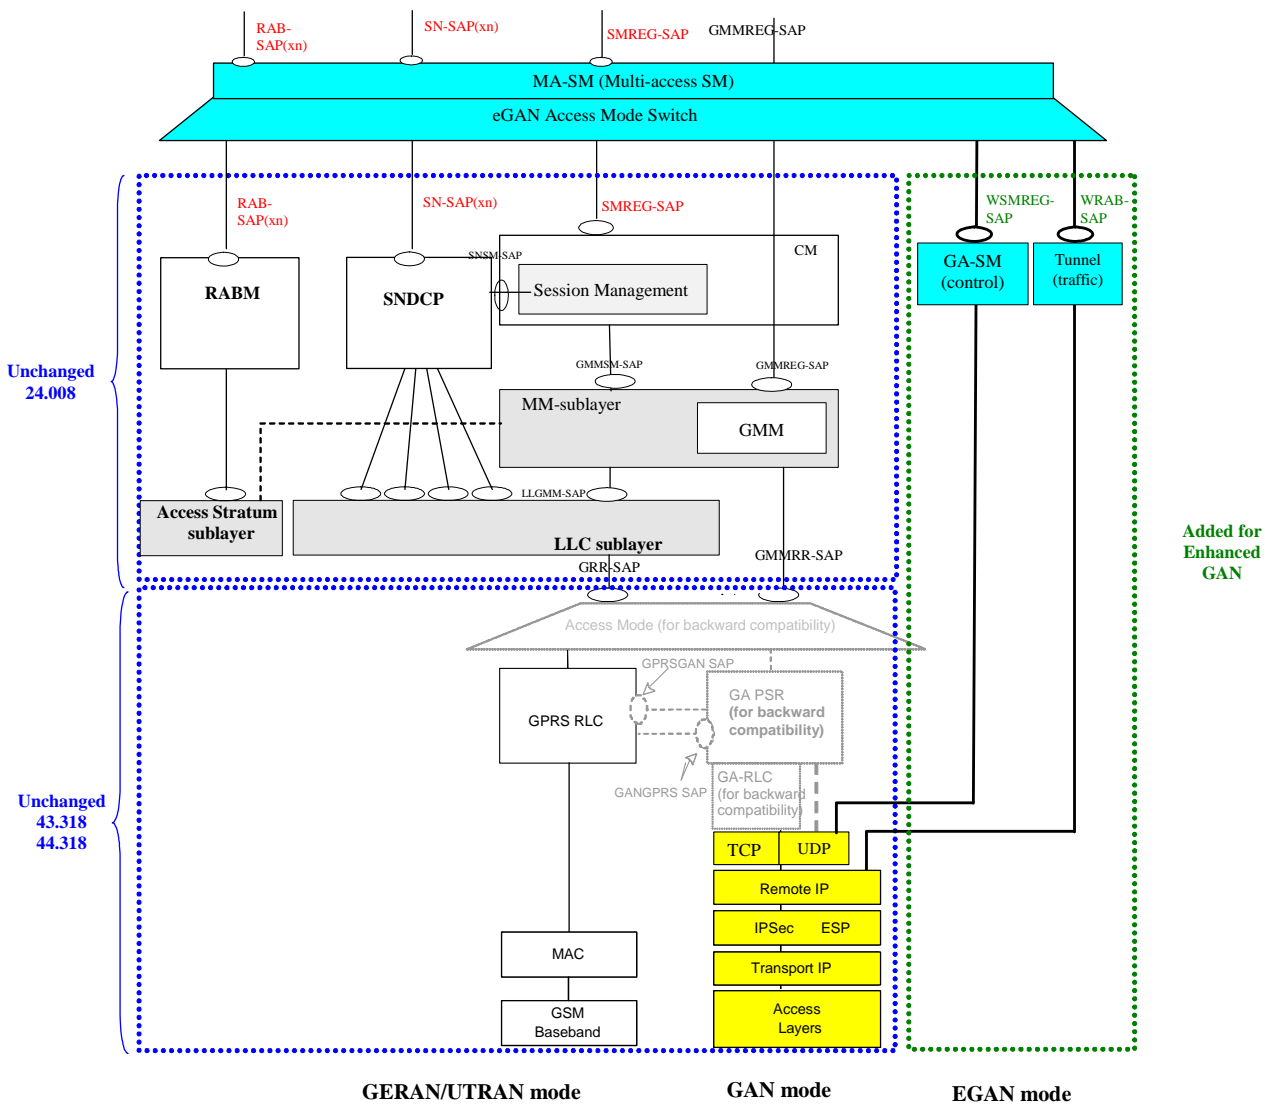 RAB-
SAP(xn)
SN-SAP(xn)
SMREG-SAP
GMMREG-SAP
MA-SM (Multi-access SM)
eGAN Access Mode Switch
RAB-
SAP(xn)
SN-SAP(xn)
SMREG-SAP
WSMREG-
SAP
WRAB-
SAP
SNSM-SAP
CM
RABM
SNDCP
Session Management
GA-SM
(control)
Tunnel
(traffic)
Unchanged
24.008
GMMSM-SAP
GMMREG-SAP
MM-sublayer
GMM
LLGMM-SAP
Access Stratum
sublayer
LLC sublayer
GRR-SAP
GMMRR-SAP
Added for
Enhanced
GAN
Access Mode (for backward compatibility)
GPRSGAN SAP
GPRS RLC
GA PSR
(for backward
compatibility)
GANGPRS SAP
GA-RLC
(for backward
compatibility)
Unchanged
43.318
44.318
TCP
UDP
Remote IP
IPSec ESP
MAC
Transport IP
GSM
Baseband
Access
Layers
GERAN/UTRAN mode
GAN mode
EGAN mode